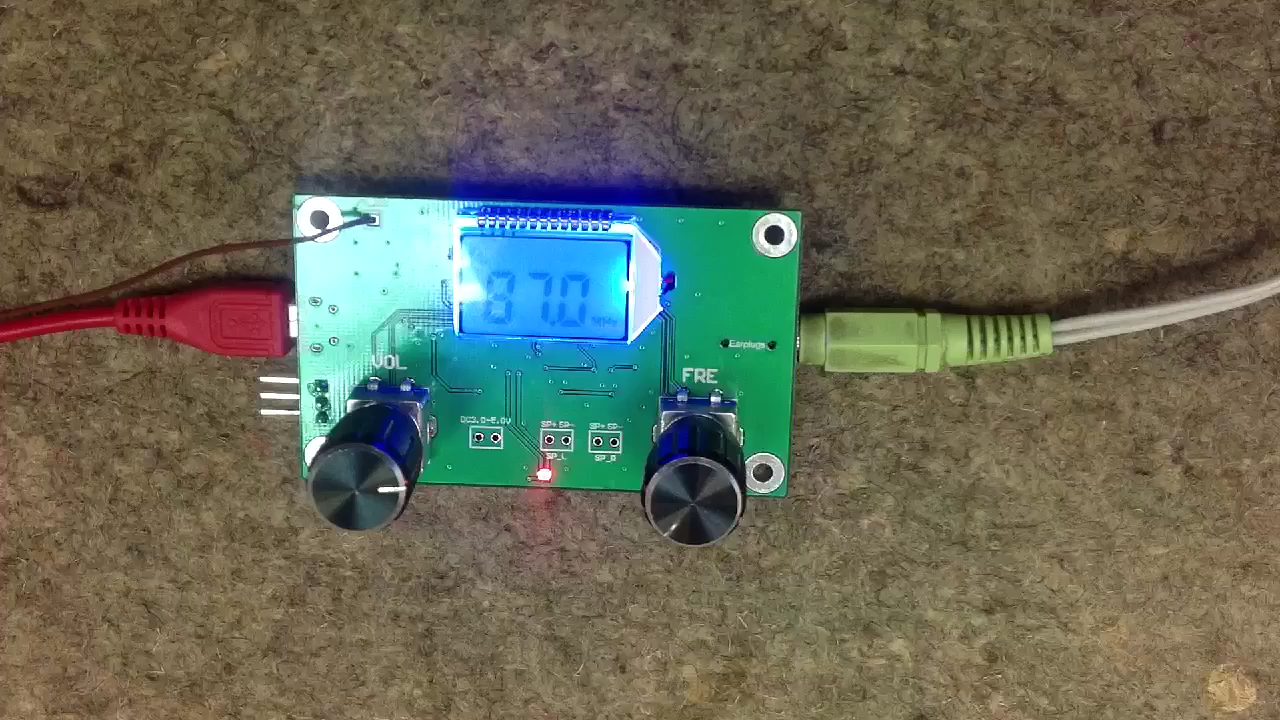 87.0
MHz
Earplugs
VOL
FRE
DC3.0~5.0V
SP+ SP-
SP_L
SP+ SP-
SP_R